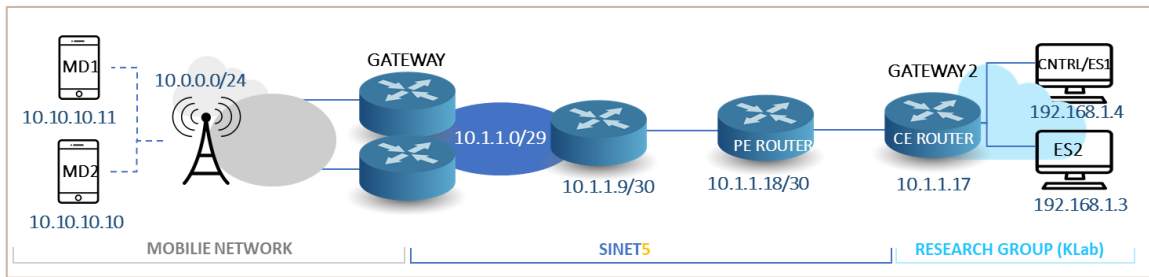 MD1
10.10.10.11
MD2
10.10.10.10
10.0.0.0/24
GATEWAY
10.1.1.0/29
10.1.1.9/30
PE ROUTER
10.1.1.18/30
GATEWAY 2
CE ROUTER
10.1.1.17
CNTRL/ES1
192.168.1.4
ES2
192.168.1.3
MOBILIE NETWORK
SINET5
RESEARCH GROUP (KLab)